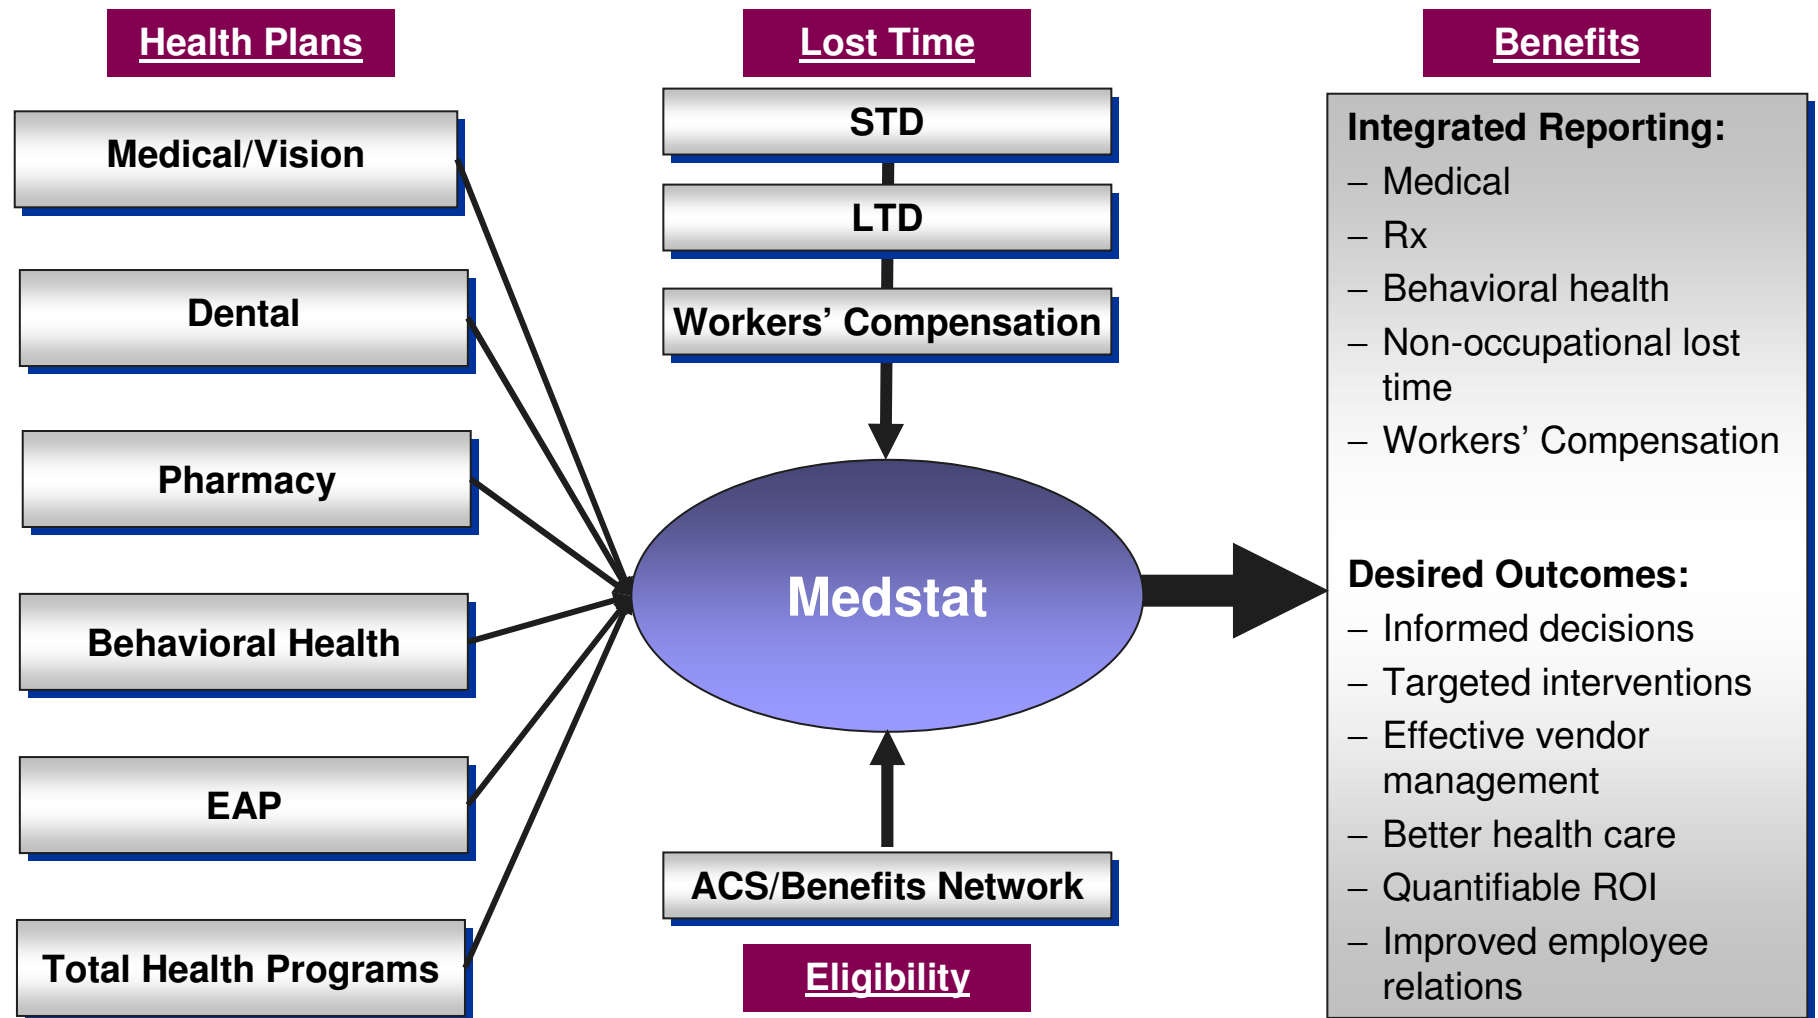 Health Plans
Medical/Vision
Dental
Pharmacy
Behavioral Health
EAP
Total Health Programs
Lost Time
STD
LTD
Workers’ Compensation
Medstat
ACS/Benefits Network
Eligibility
Benefits
Integrated Reporting:
– Medical
– Rx
– Behavioral health
– Non-occupational lost
time
– Workers’ Compensation
Desired Outcomes:
– Informed decisions
– Targeted interventions
– Effective vendor
management
– Better health care
– Quantifiable ROI
– Improved employee
relations